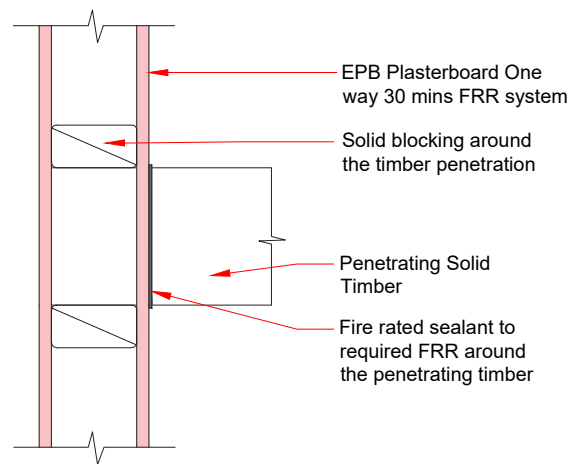 EPB Plasterboard One
way 30 mins FRR system
Solid blocking around
the timber penetration
Penetrating Solid
Timber
Fire rated sealant to
required FRR around
the penetrating timber